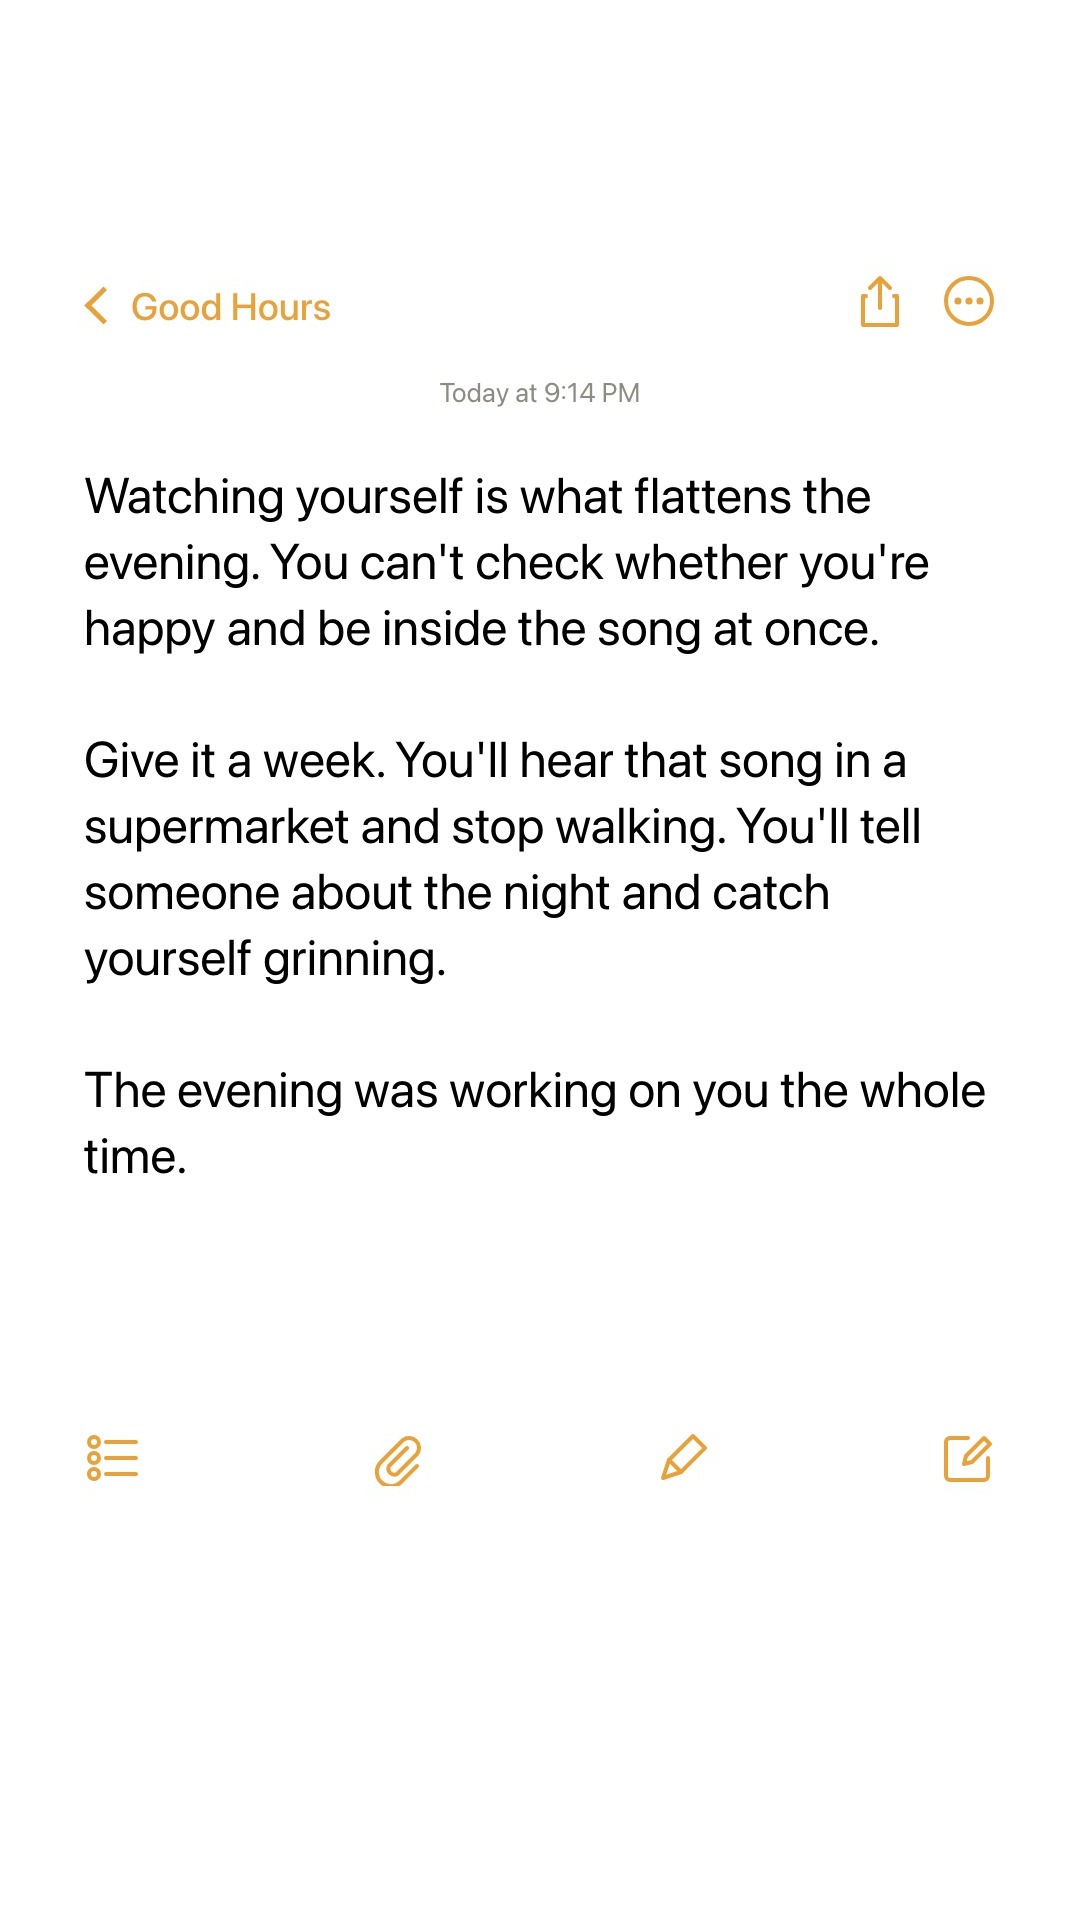 Good Hours
Today at 9:14 PM
Watching yourself is what flattens the
evening. You can't check whether you're
happy and be inside the song at once.
Give it a week. You'll hear that song in a
supermarket and stop walking. You'll tell
someone about the night and catch
yourself grinning.
The evening was working on you the whole
time.